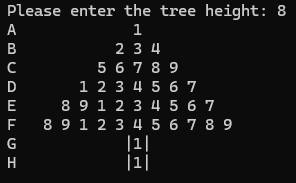 Please enter the tree height: 8
A 1
B 2 3 4
C 5 6 7 8 9
D 1 2 3 4 5 6 7
E 8 9 1 2 3 4 5 6 7
F 8 9 1 2 3 4 5 6 7 8 9
G |1|
H |1|